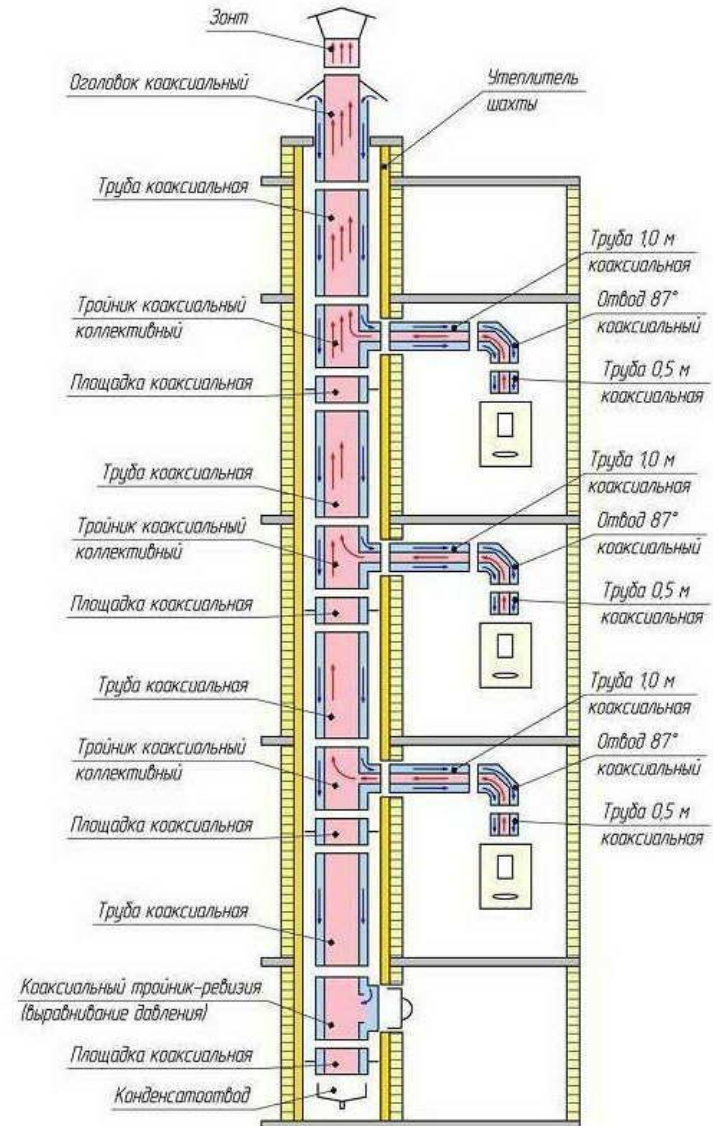 Зонт
Оголовок коаксиальный
Утеплитель
шахты
Труба коаксиальная
Труба 1,0 м
коаксиальная
Тройник коаксиальный
коллективный
Отвод 87°
коаксиальный
Площадка коаксиальная
Труба 0,5 м
коаксиальная
Труба коаксиальная
Труба 1,0 м
коаксиальная
Тройник коаксиальный
коллективный
Отвод 87°
коаксиальный
Площадка коаксиальная
Труба 0,5 м
коаксиальная
Труба коаксиальная
Труба 1,0 м
коаксиальная
Тройник коаксиальный
коллективный
Отвод 87°
коаксиальный
Площадка коаксиальная
Труба 0,5 м
коаксиальная
Труба коаксиальная
Коаксиальный тройник-ревизия
(выравнивание давления)
Площадка коаксиальная
Конденсатоотвод